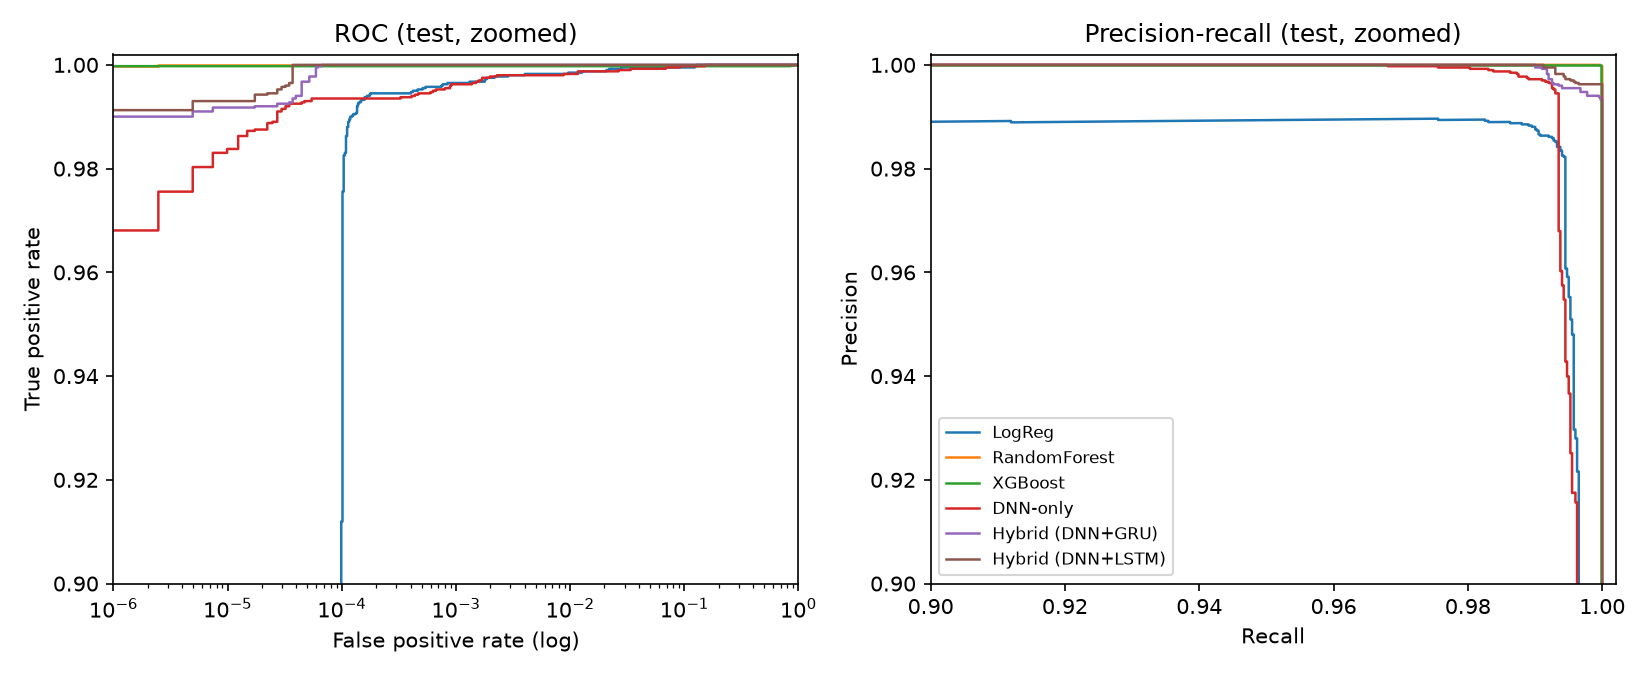 ROC (test, zoomed)
True positive rate
1.00
0.98
0.96
0.94
0.92
0.90
10⁻⁶ 10⁻⁵ 10⁻⁴ 10⁻³ 10⁻² 10⁻¹ 10⁰
False positive rate (log)
Precision-recall (test, zoomed)
Precision
1.00
0.98
0.96
0.94
0.92
0.90
LogReg
RandomForest
XGBoost
DNN-only
Hybrid (DNN+GRU)
Hybrid (DNN+LSTM)
0.90 0.92 0.94 0.96 0.98 1.00
Recall